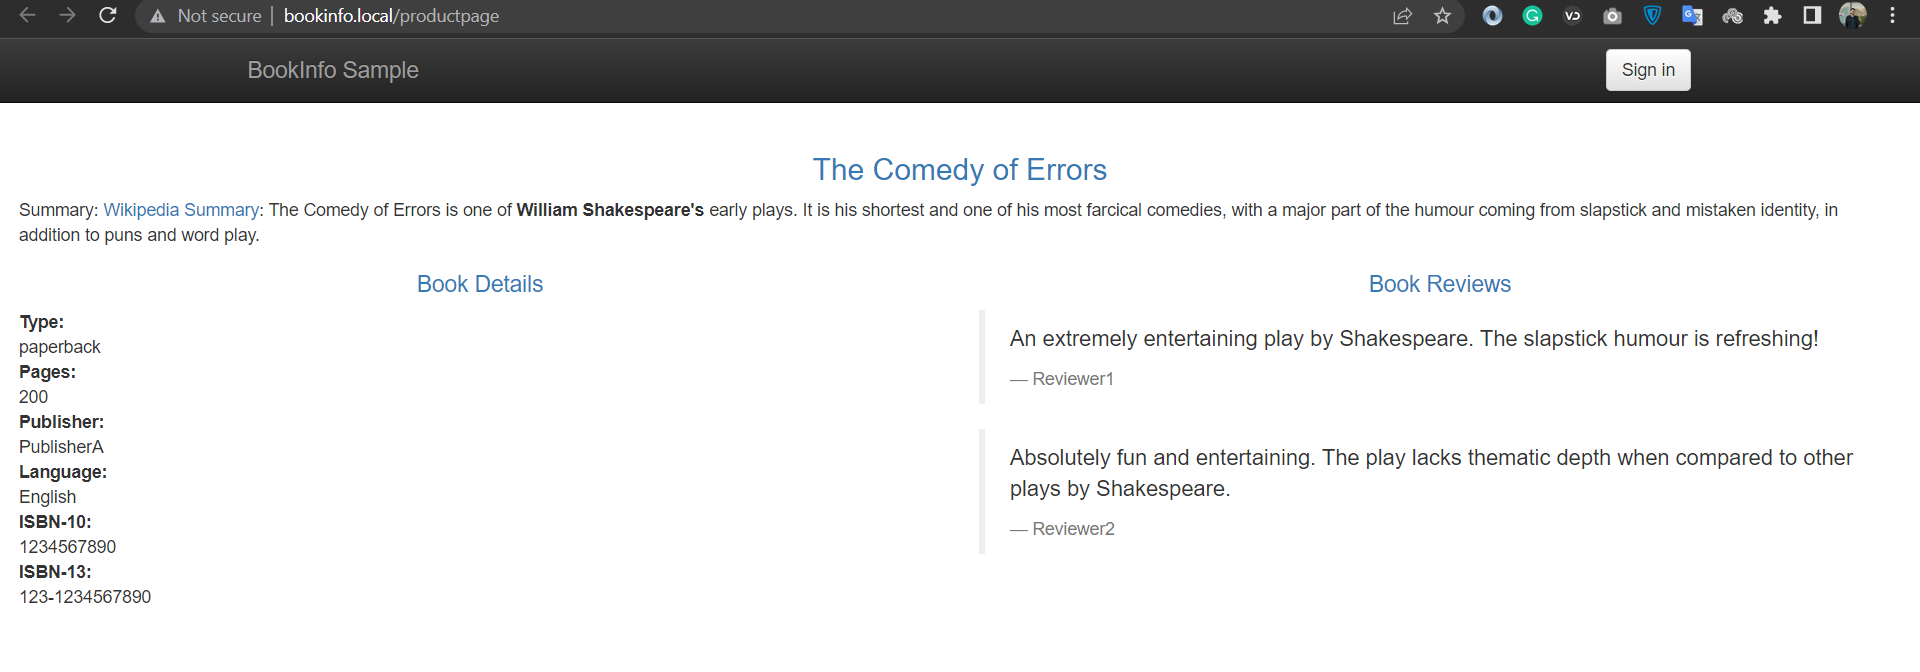 Not secure
bookinfo.local/productpage
BookInfo Sample
Sign in
The Comedy of Errors
Summary: Wikipedia Summary: The Comedy of Errors is one of William Shakespeare's early plays. It is his shortest and one of his most farcical comedies, with a major part of the humour coming from slapstick and mistaken identity, in
addition to puns and word play.
Book Details
Type:
paperback
Pages:
200
Publisher:
PublisherA
Language:
English
ISBN-10:
1234567890
ISBN-13:
123-1234567890
Book Reviews
An extremely entertaining play by Shakespeare. The slapstick humour is refreshing!
— Reviewer1
Absolutely fun and entertaining. The play lacks thematic depth when compared to other
plays by Shakespeare.
— Reviewer2